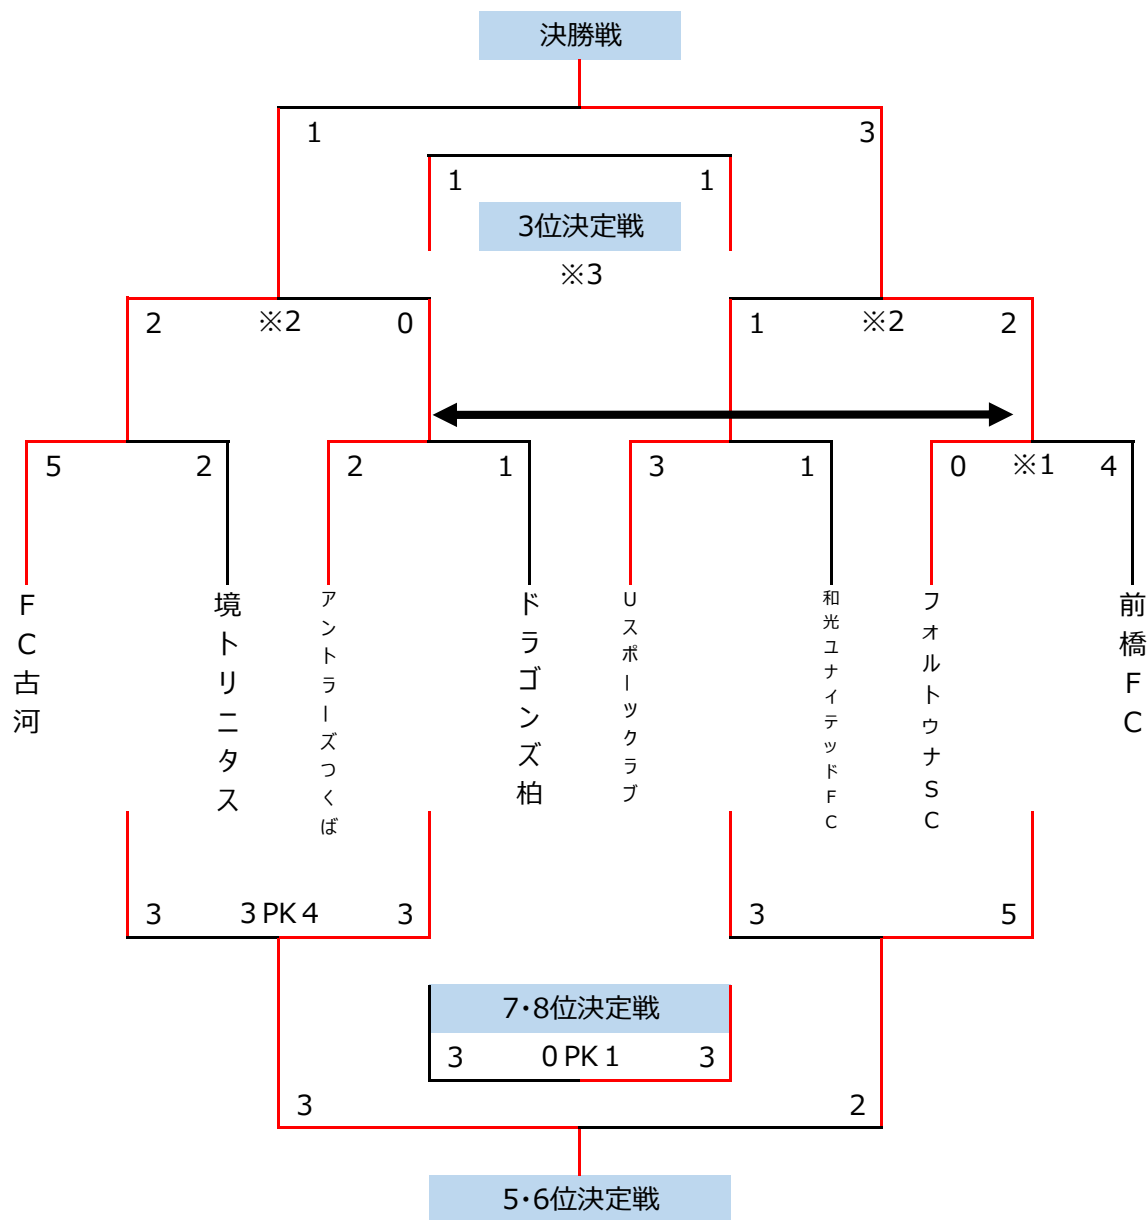 決勝戦
1 3
1 1
3位決定戦
※3
2 ※2 0 1 ※2 2
5 2 2 1 3 1 0 ※1 4
FC古河
境トリニタス
アントラーズつくば
ドラゴンズ柏
Uスポーツクラブ
和光ユナイテッドFC
フォルトゥナSC
前橋FC
3 3 PK 4 3 3 5
7・8位決定戦
3 0 PK 1 3
3 2
5・6位決定戦